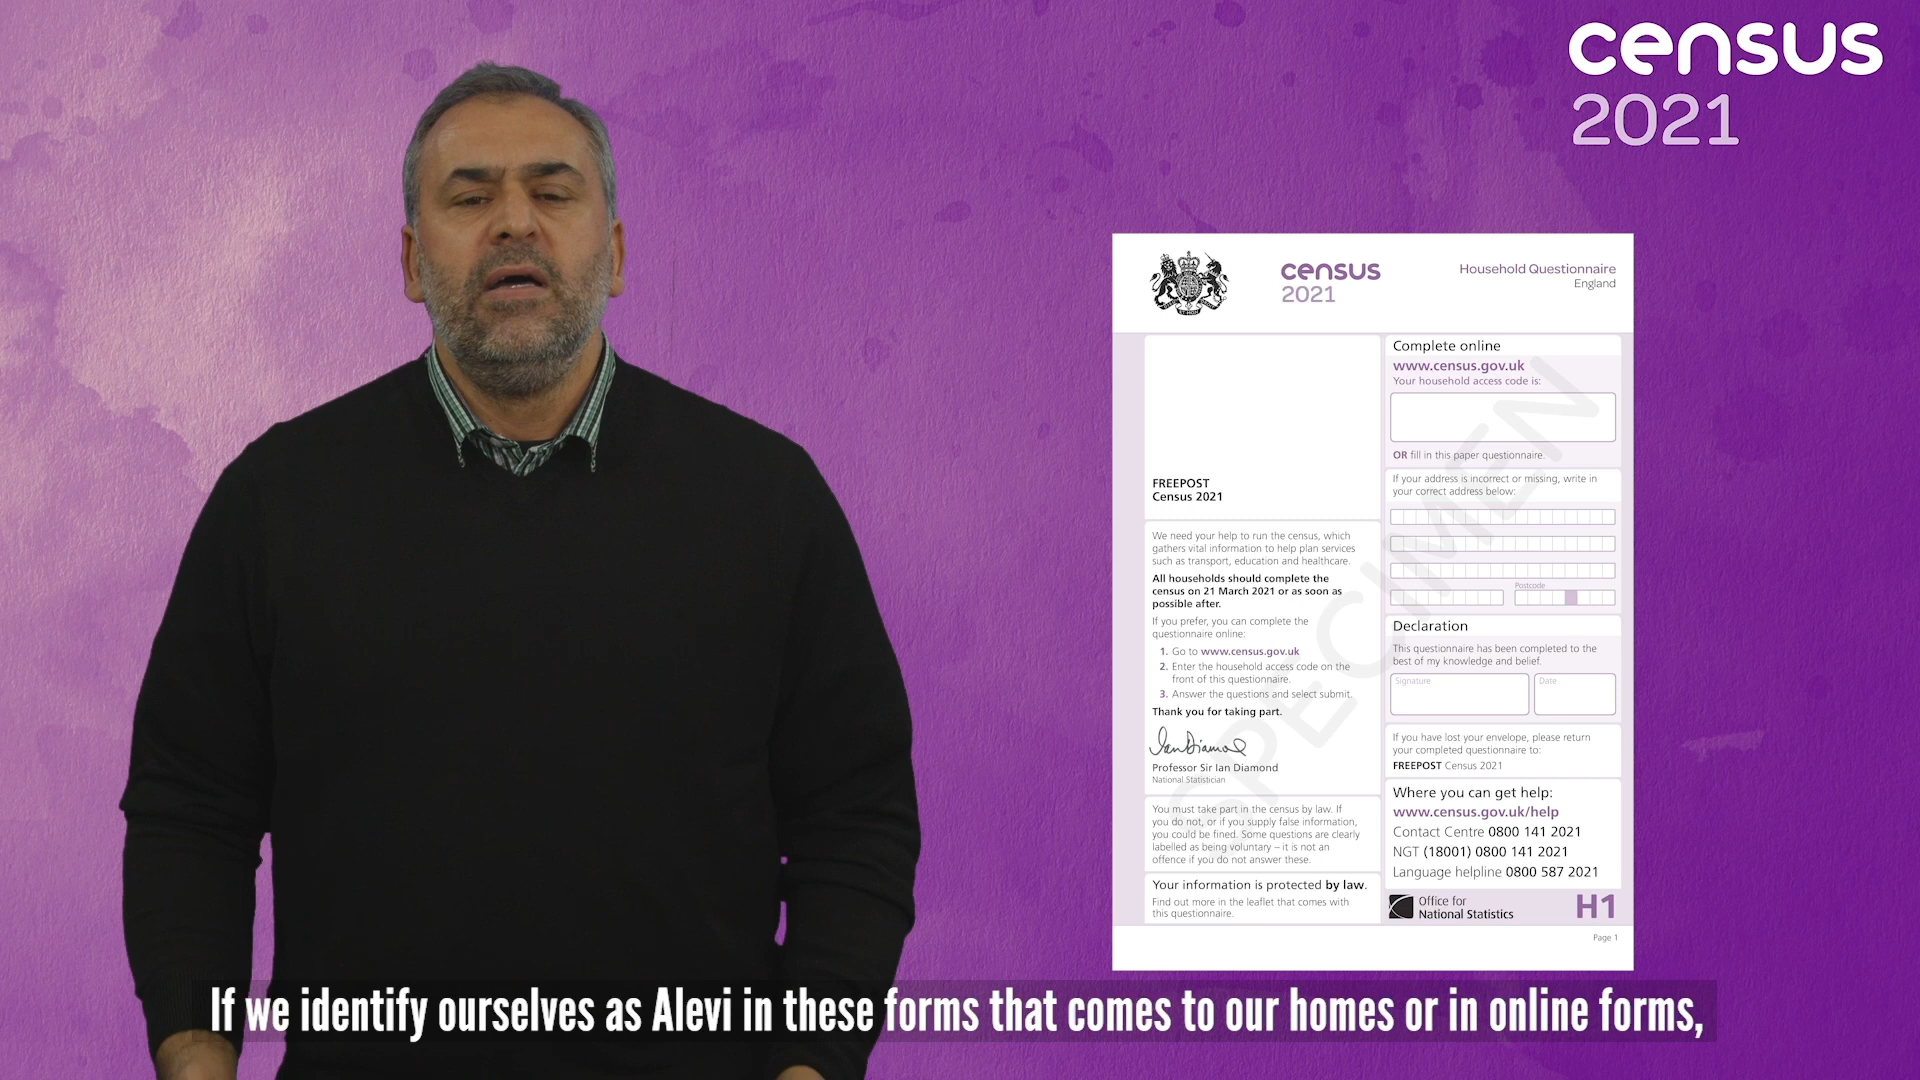 census
2021
census
2021
Household Questionnaire
England
FREEPOST
Census 2021
We need your help to run the census, which
gathers vital information to help plan services
such as transport, education and healthcare.
All households should complete the
census on 21 March 2021 or as soon as
possible after.
If you prefer, you can complete the
questionnaire online:
1. Go to www.census.gov.uk
2. Enter the household access code on the
front of this questionnaire.
3. Answer the questions and select submit.
Thank you for taking part.
Ian Diamond
Professor Sir Ian Diamond
National Statistician
You must take part in the census by law. If
you do not, or if you supply false information,
you could be fined. Some questions are clearly
labelled as being voluntary – it is not an
offence if you do not answer these.
Your information is protected by law.
Find out more in the leaflet that comes with
this questionnaire.
Complete online
www.census.gov.uk
Your household access code is:
OR fill in this paper questionnaire.
If your address is incorrect or missing, write in
your correct address below:
Postcode
Declaration
This questionnaire has been completed to the
best of my knowledge and belief.
Signature
Date
If you have lost your envelope, please return
your completed questionnaire to:
FREEPOST Census 2021
Where you can get help:
www.census.gov.uk/help
Contact Centre 0800 141 2021
NGT (18001) 0800 141 2021
Language helpline 0800 587 2021
Office for
National Statistics
H1
Page 1
SPECIMEN
If we identify ourselves as Alevi in these forms that comes to our homes or in online forms,